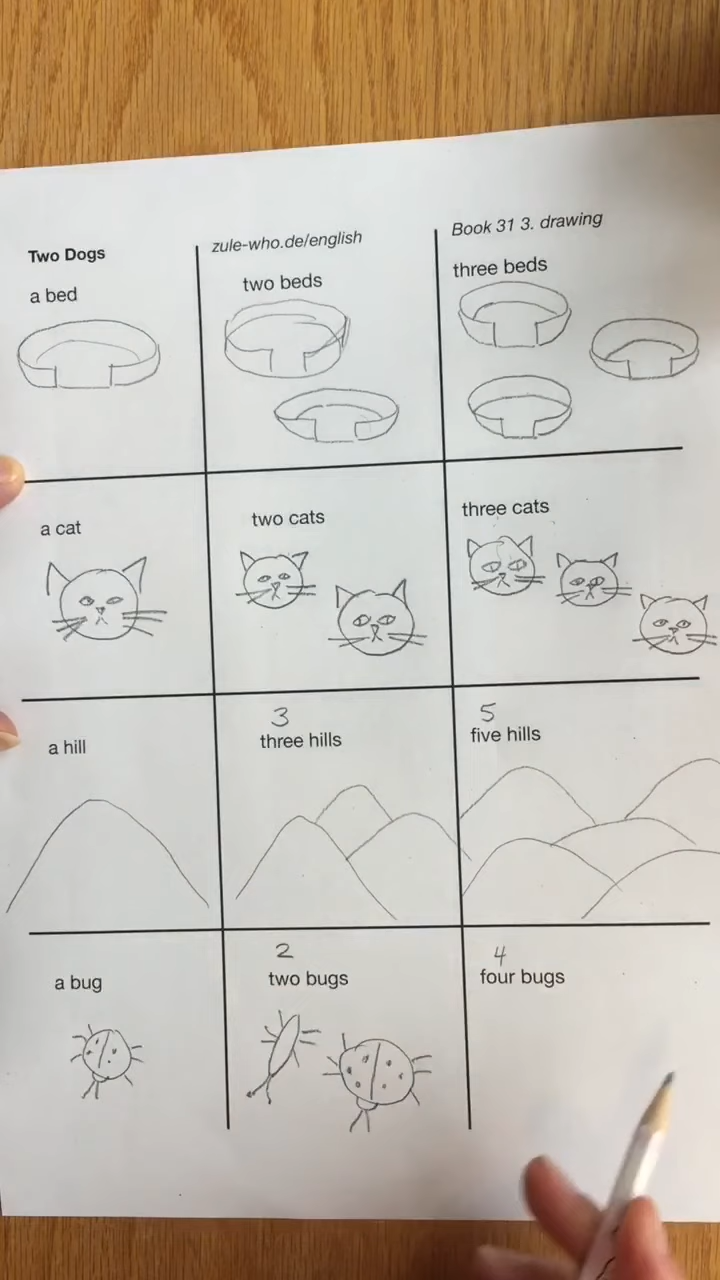 Two Dogs
zule-who.de/english
Book 31 3. drawing
a bed
two beds
three beds
a cat
two cats
three cats
a hill
3
three hills
5
five hills
a bug
2
two bugs
4
four bugs